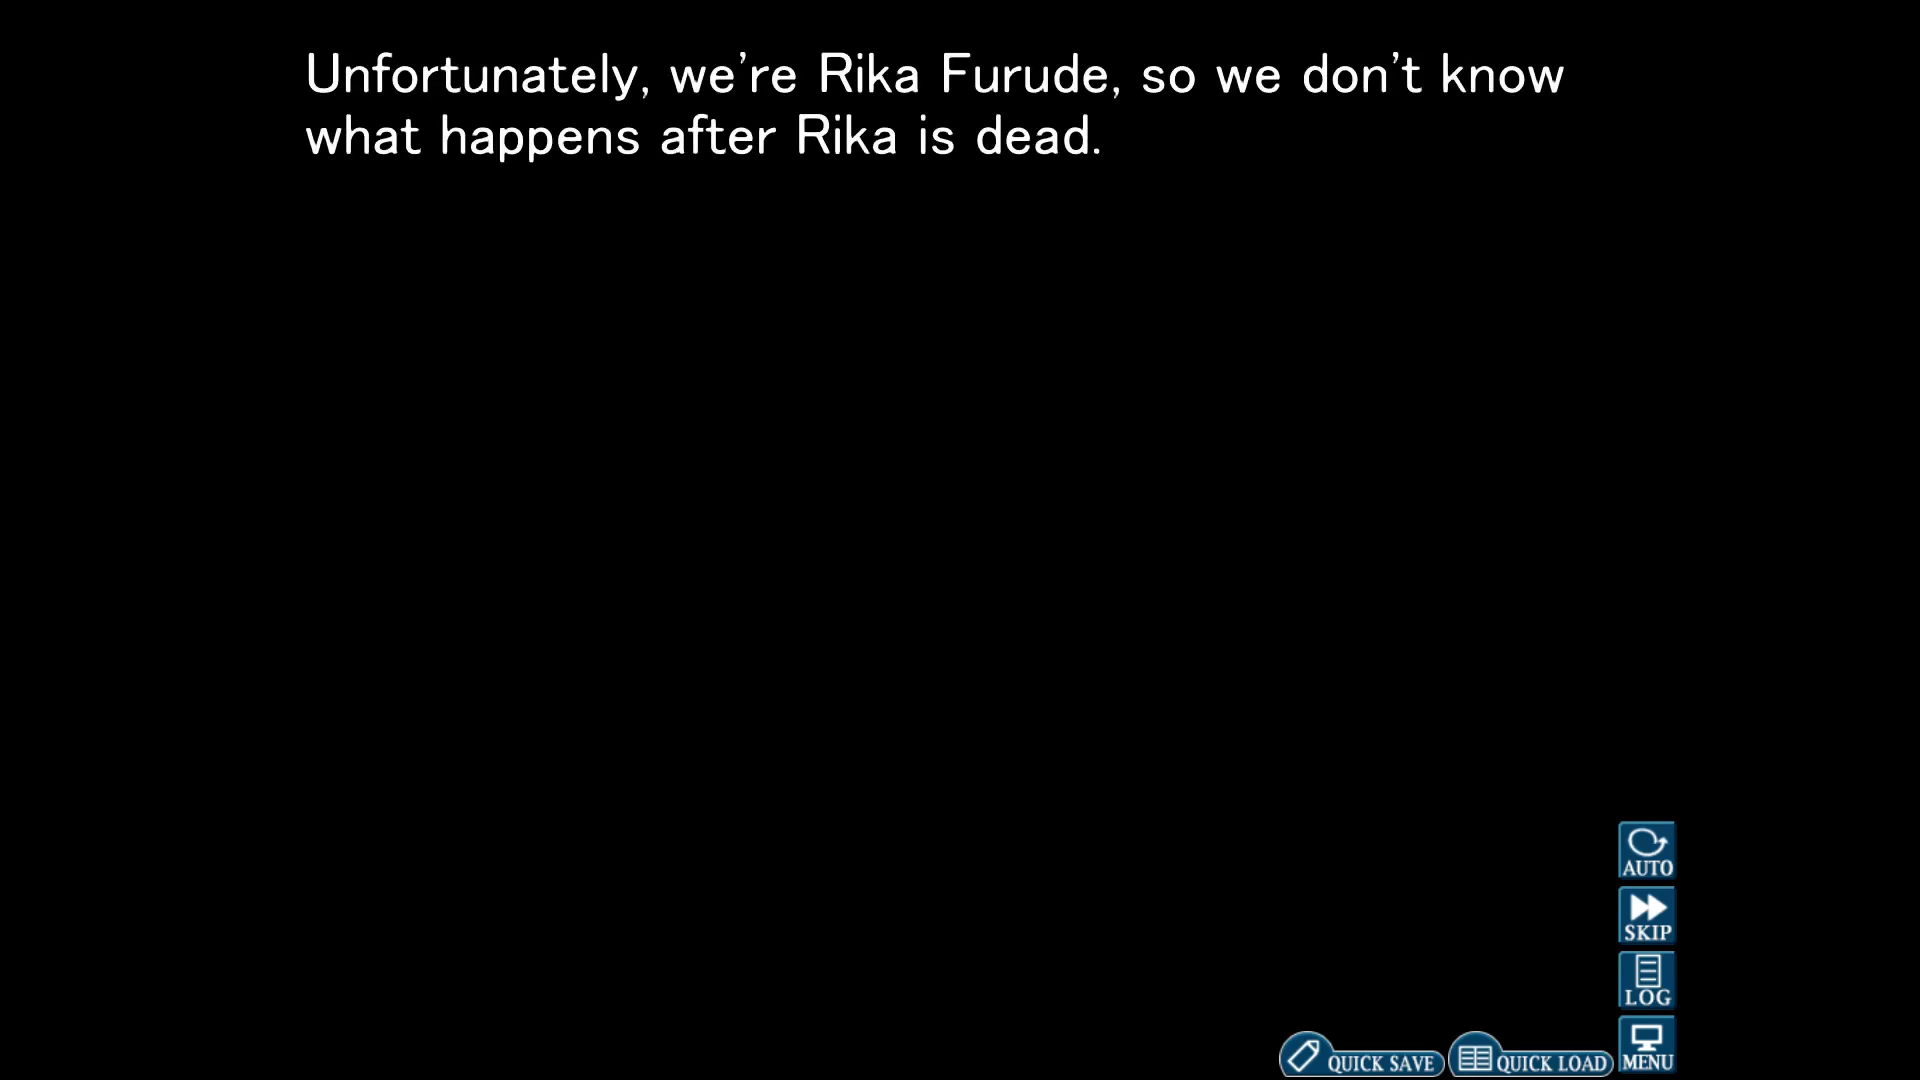 Unfortunately, we’re Rika Furude, so we don’t know
what happens after Rika is dead.
AUTO
SKIP
LOG
MENU
QUICK SAVE
QUICK LOAD